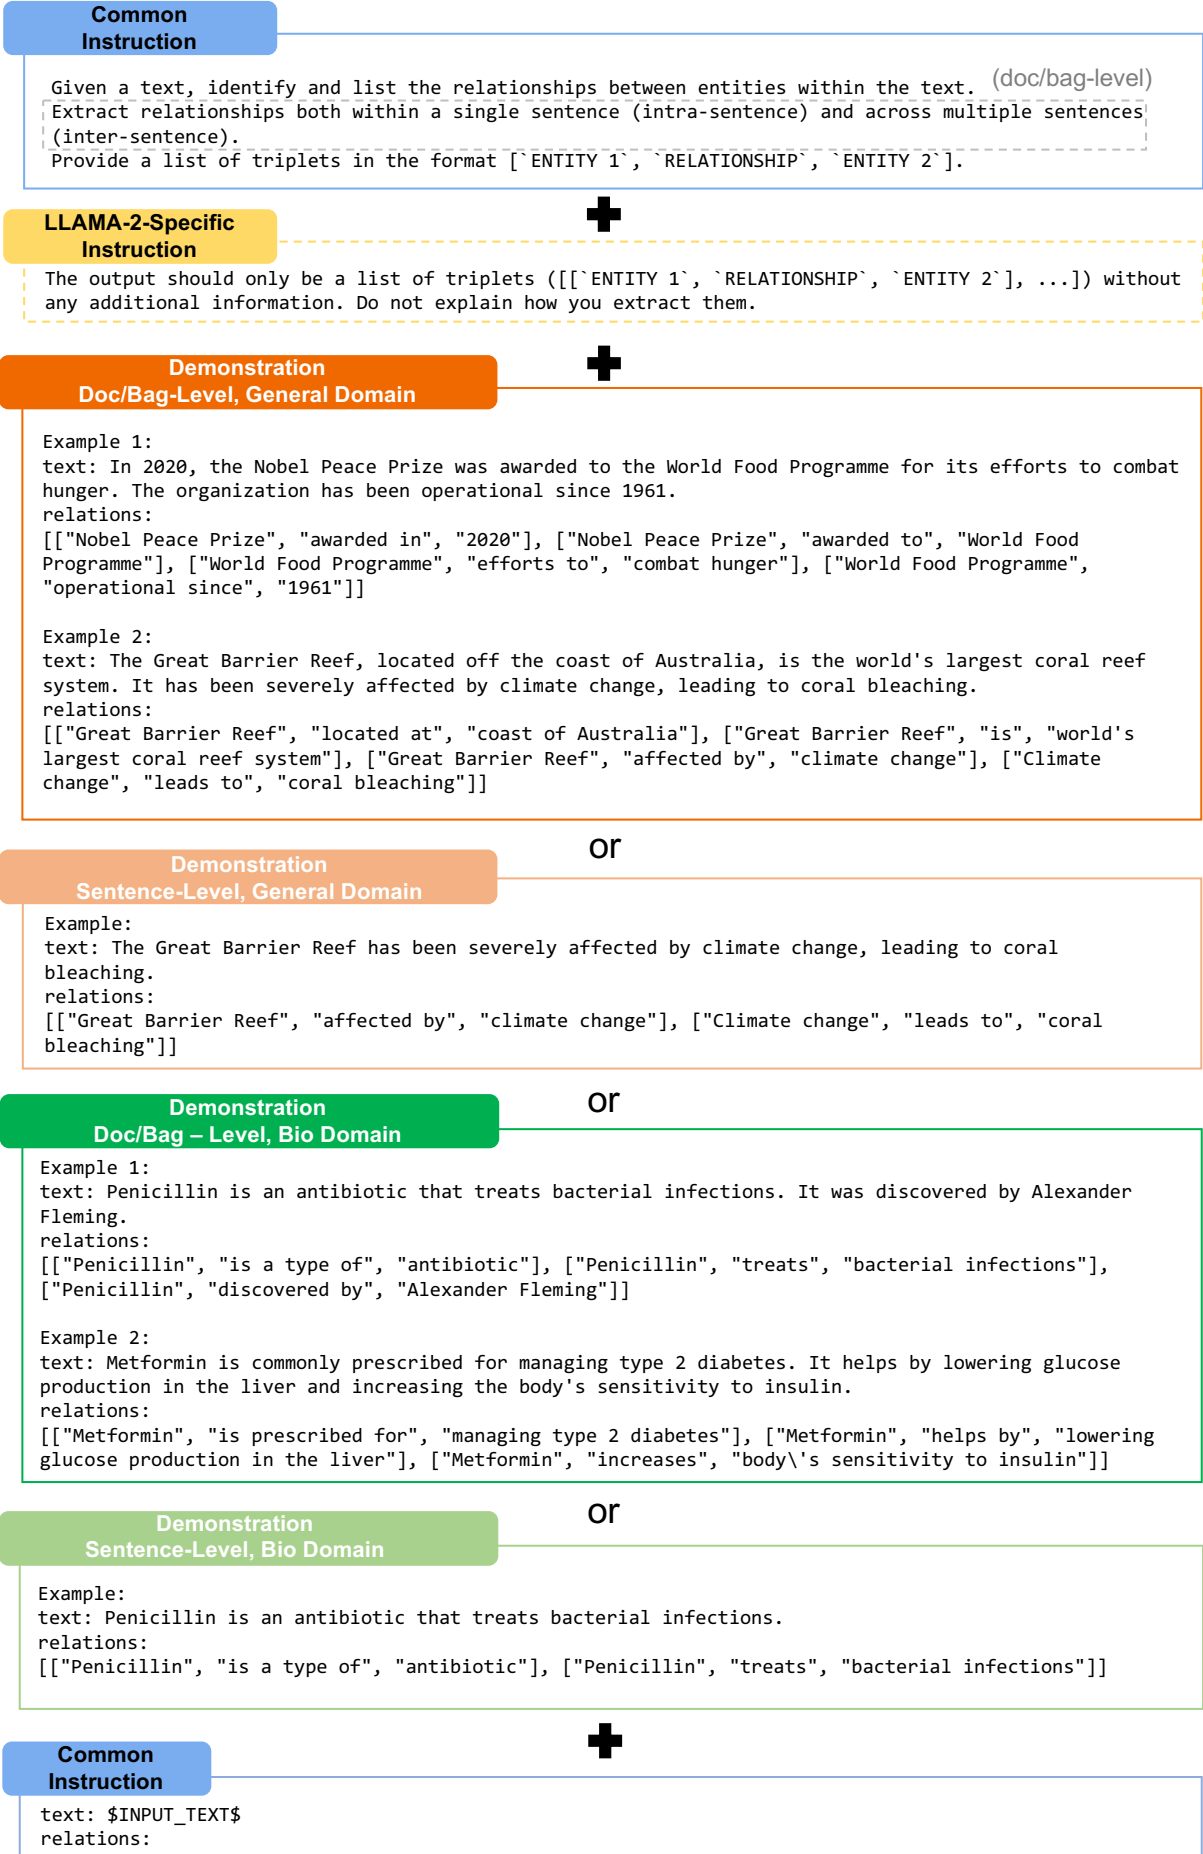 Common
Instruction
Given a text, identify and list the relationships between entities within the text. (doc/bag-level)
Extract relationships both within a single sentence (intra-sentence) and across multiple sentences
(inter-sentence).
Provide a list of triplets in the format [`ENTITY 1`, `RELATIONSHIP`, `ENTITY 2`].
LLAMA-2-Specific
Instruction
The output should only be a list of triplets ([[`ENTITY 1`, `RELATIONSHIP`, `ENTITY 2`], ...]) without
any additional information. Do not explain how you extract them.
Demonstration
Doc/Bag-Level, General Domain
Example 1:
text: In 2020, the Nobel Peace Prize was awarded to the World Food Programme for its efforts to combat
hunger. The organization has been operational since 1961.
relations:
[["Nobel Peace Prize", "awarded in", "2020"], ["Nobel Peace Prize", "awarded to", "World Food
Programme"], ["World Food Programme", "efforts to", "combat hunger"], ["World Food Programme",
"operational since", "1961"]]
Example 2:
text: The Great Barrier Reef, located off the coast of Australia, is the world's largest coral reef
system. It has been severely affected by climate change, leading to coral bleaching.
relations:
[["Great Barrier Reef", "located at", "coast of Australia"], ["Great Barrier Reef", "is", "world's
largest coral reef system"], ["Great Barrier Reef", "affected by", "climate change"], ["Climate
change", "leads to", "coral bleaching"]]
or
Demonstration
Sentence-Level, General Domain
Example:
text: The Great Barrier Reef has been severely affected by climate change, leading to coral
bleaching.
relations:
[["Great Barrier Reef", "affected by", "climate change"], ["Climate change", "leads to", "coral
bleaching"]]
or
Demonstration
Doc/Bag – Level, Bio Domain
Example 1:
text: Penicillin is an antibiotic that treats bacterial infections. It was discovered by Alexander
Fleming.
relations:
[["Penicillin", "is a type of", "antibiotic"], ["Penicillin", "treats", "bacterial infections"],
["Penicillin", "discovered by", "Alexander Fleming"]]
Example 2:
text: Metformin is commonly prescribed for managing type 2 diabetes. It helps by lowering glucose
production in the liver and increasing the body's sensitivity to insulin.
relations:
[["Metformin", "is prescribed for", "managing type 2 diabetes"], ["Metformin", "helps by", "lowering
glucose production in the liver"], ["Metformin", "increases", "body\'s sensitivity to insulin"]]
or
Demonstration
Sentence-Level, Bio Domain
Example:
text: Penicillin is an antibiotic that treats bacterial infections.
relations:
[["Penicillin", "is a type of", "antibiotic"], ["Penicillin", "treats", "bacterial infections"]]
Common
Instruction
text: $INPUT_TEXT$
relations: